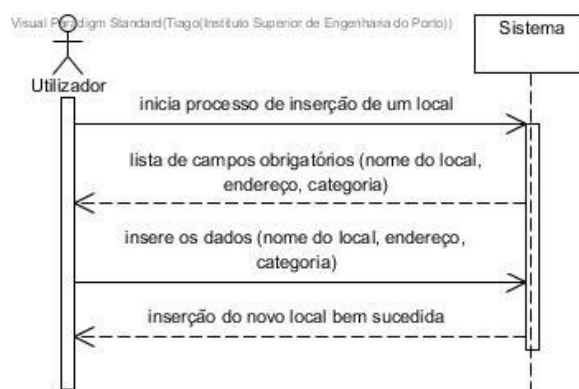 Visual Paradigm Standard(Tiago(Instituto Superior de Engenharia do Porto))
Sistema
Utilizador
inicia processo de inserção de um local
lista de campos obrigatórios (nome do local,
endereço, categoria)
insere os dados (nome do local, endereço,
categoria)
inserção do novo local bem sucedida